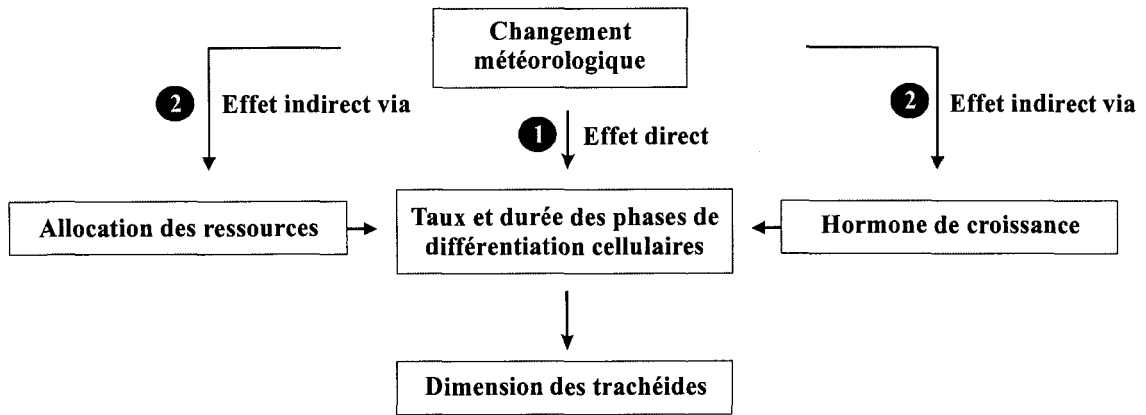 Changement
météorologique
2 Effet indirect via
2 Effet indirect via
1 Effet direct
Allocation des ressources
Taux et durée des phases de
différentiation cellulaires
Hormone de croissance
Dimension des trachéides